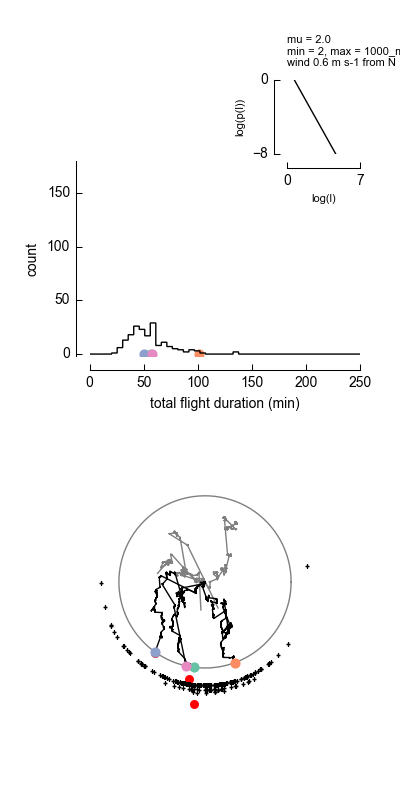 mu = 2.0
min = 2, max = 1000_
wind 0.6 m s-1 from N
0
log(p(l))
−8
0
7
log(l)
150
100
50
0
count
0
50
100
150
200
250
total flight duration (min)